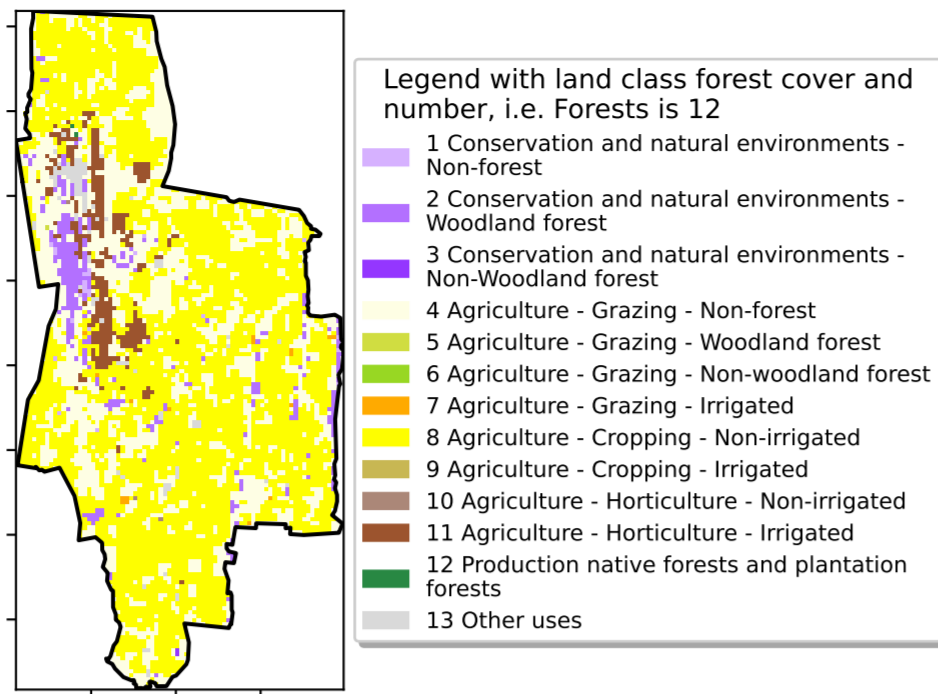 Legend with land class forest cover and
number, i.e. Forests is 12
1 Conservation and natural environments -
Non-forest
2 Conservation and natural environments -
Woodland forest
3 Conservation and natural environments -
Non-Woodland forest
4 Agriculture - Grazing - Non-forest
5 Agriculture - Grazing - Woodland forest
6 Agriculture - Grazing - Non-woodland forest
7 Agriculture - Grazing - Irrigated
8 Agriculture - Cropping - Non-irrigated
9 Agriculture - Cropping - Irrigated
10 Agriculture - Horticulture - Non-irrigated
11 Agriculture - Horticulture - Irrigated
12 Production native forests and plantation
forests
13 Other uses